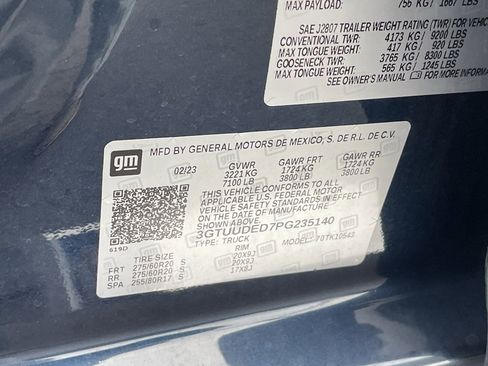 MAX PAYLOAD: 756 KG / 1667 LBS
SAE J2807 TRAILER WEIGHT RATING (TWR) FOR VEHIC
CONVENTIONAL TWR: 4173 KG / 9200 LBS
MAX TONGUE WEIGHT: 417 KG / 920 LBS
GOOSENECK TWR: 3765 KG / 8300 LBS
MAX TONGUE WEIGHT: 565 KG / 1245 LBS
SEE OWNER'S MANUAL FOR
gm
MFD BY GENERAL MOTORS DE MEXICO, S. DE R.L. DE C.V.
02/23 GVWR GAWR FRT GAWR RR
3221 KG 1724 KG 1724 KG
7100 LB 3800 LB 3800 LB
THIS VEHICLE CONFORMS TO ALL
APPLICABLE U.S. FEDERAL MOTOR
VEHICLE SAFETY STANDARDS IN
EFFECT ON THE DATE OF MANUFACTURE
SHOWN ABOVE.
3GTUUDED7PG235140
TYPE: TRUCK MODEL: T0TK10543
619D
TIRE SIZE RIM
FRT 275/60R20 S 20X9J
RR 275/60R20 S 20X9J
SPA 255/80R17 S 17X8J